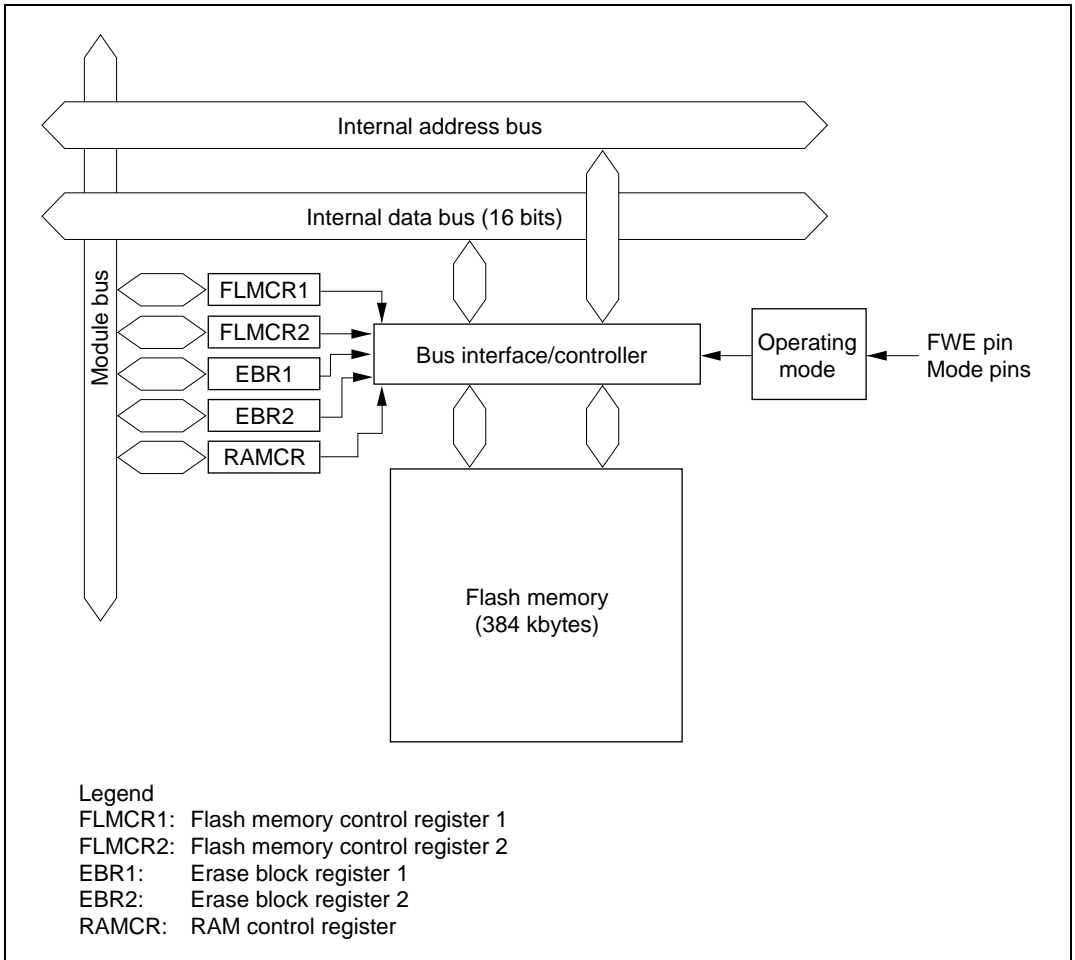 Internal address bus
Internal data bus (16 bits)
Module bus
FLMCR1
FLMCR2
EBR1
EBR2
RAMCR
Bus interface/controller
Operating
mode
FWE pin
Mode pins
Flash memory
(384 kbytes)
Legend
FLMCR1: Flash memory control register 1
FLMCR2: Flash memory control register 2
EBR1: Erase block register 1
EBR2: Erase block register 2
RAMCR: RAM control register